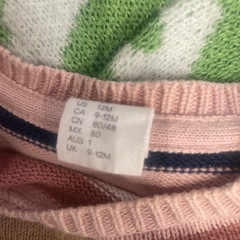 US 12M
CA 9-12M
CN 80/48
MX 80
AUS 1
UK 9-12M